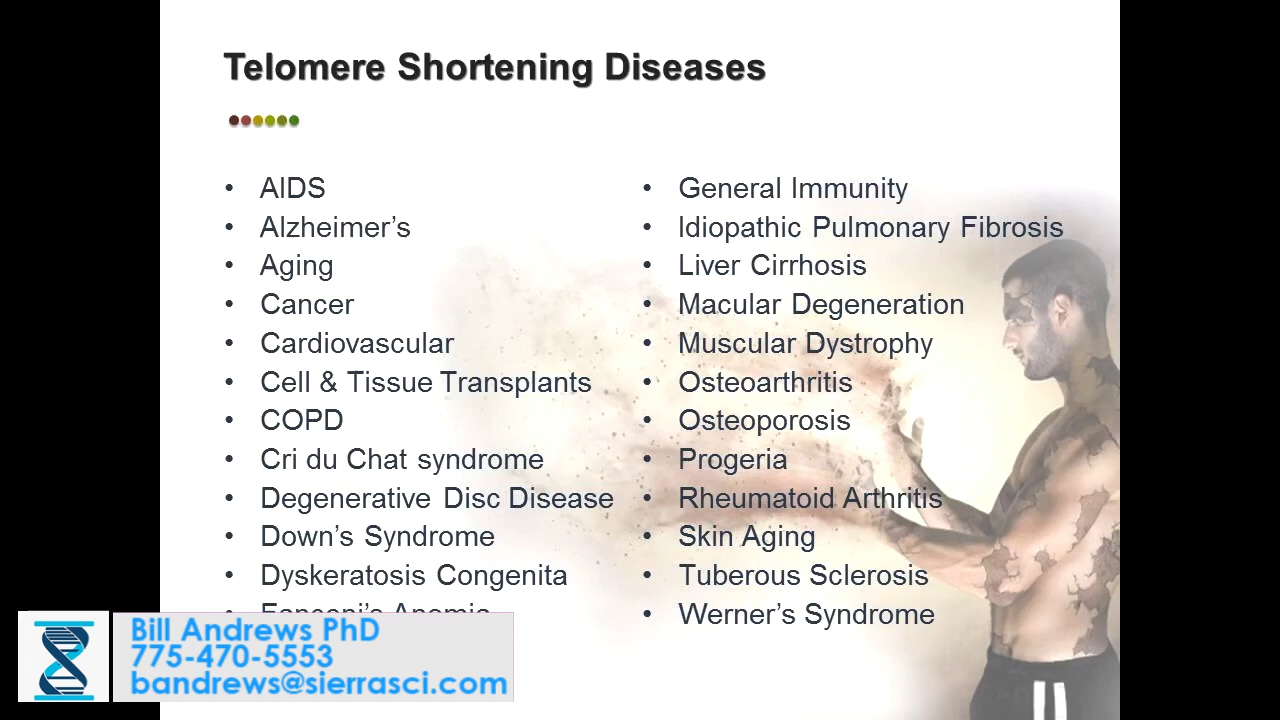 Telomere Shortening Diseases
• AIDS
• Alzheimer’s
• Aging
• Cancer
• Cardiovascular
• Cell & Tissue Transplants
• COPD
• Cri du Chat syndrome
• Degenerative Disc Disease
• Down’s Syndrome
• Dyskeratosis Congenita
• Fanconi’s Anemia
• General Immunity
• Idiopathic Pulmonary Fibrosis
• Liver Cirrhosis
• Macular Degeneration
• Muscular Dystrophy
• Osteoarthritis
• Osteoporosis
• Progeria
• Rheumatoid Arthritis
• Skin Aging
• Tuberous Sclerosis
• Werner’s Syndrome
Bill Andrews PhD
775-470-5553
bandrews@sierrasci.com